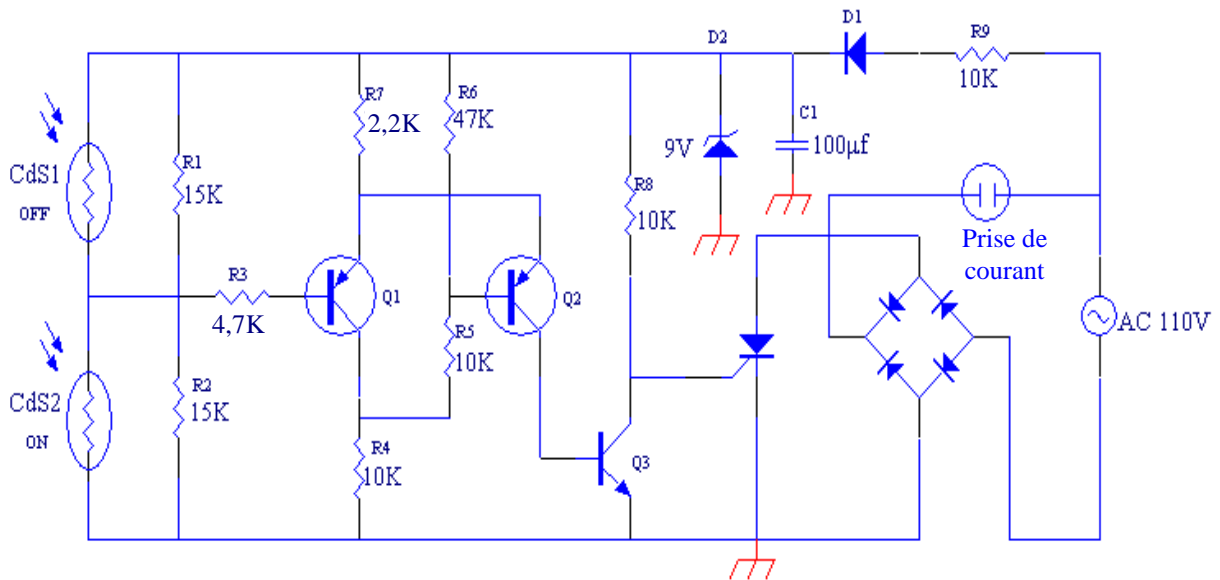 D1
R9
10K
D2
C1
100µf
9V
R7
2,2K
R6
47K
CdS1
OFF
R1
15K
R8
10K
Prise de
courant
R3
4,7K
Q1
Q2
R5
10K
AC 110V
CdS2
ON
R2
15K
R4
10K
Q3